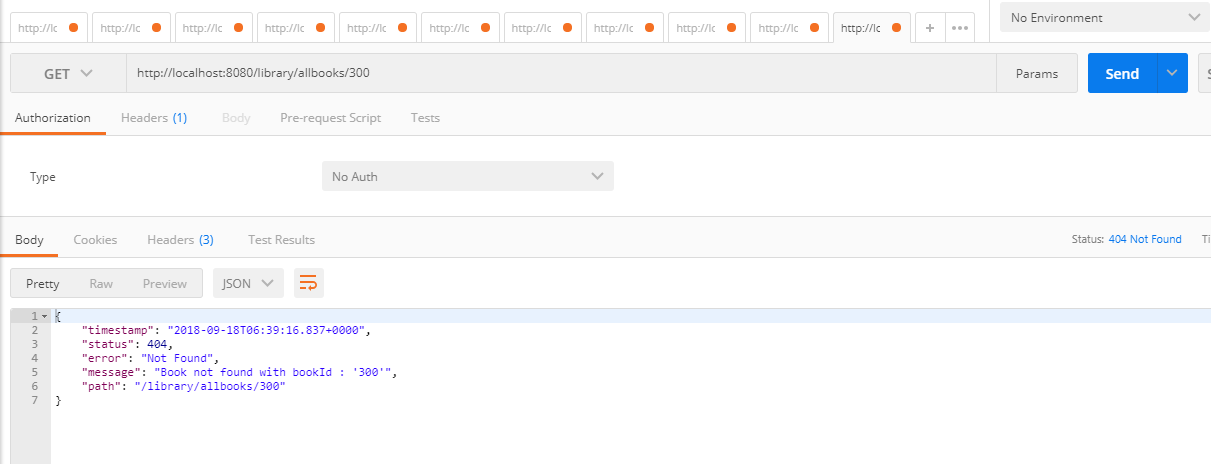 http://lc http://lc http://lc http://lc http://lc http://lc http://lc http://lc http://lc http://lc http://lc + ••• No Environment
GET http://localhost:8080/library/allbooks/300 Params Send
Authorization Headers (1) Body Pre-request Script Tests
Type No Auth
Body Cookies Headers (3) Test Results Status: 404 Not Found
Pretty Raw Preview JSON
1 {
2 "timestamp": "2018-09-18T06:39:16.837+0000",
3 "status": 404,
4 "error": "Not Found",
5 "message": "Book not found with bookId : '300'",
6 "path": "/library/allbooks/300"
7 }